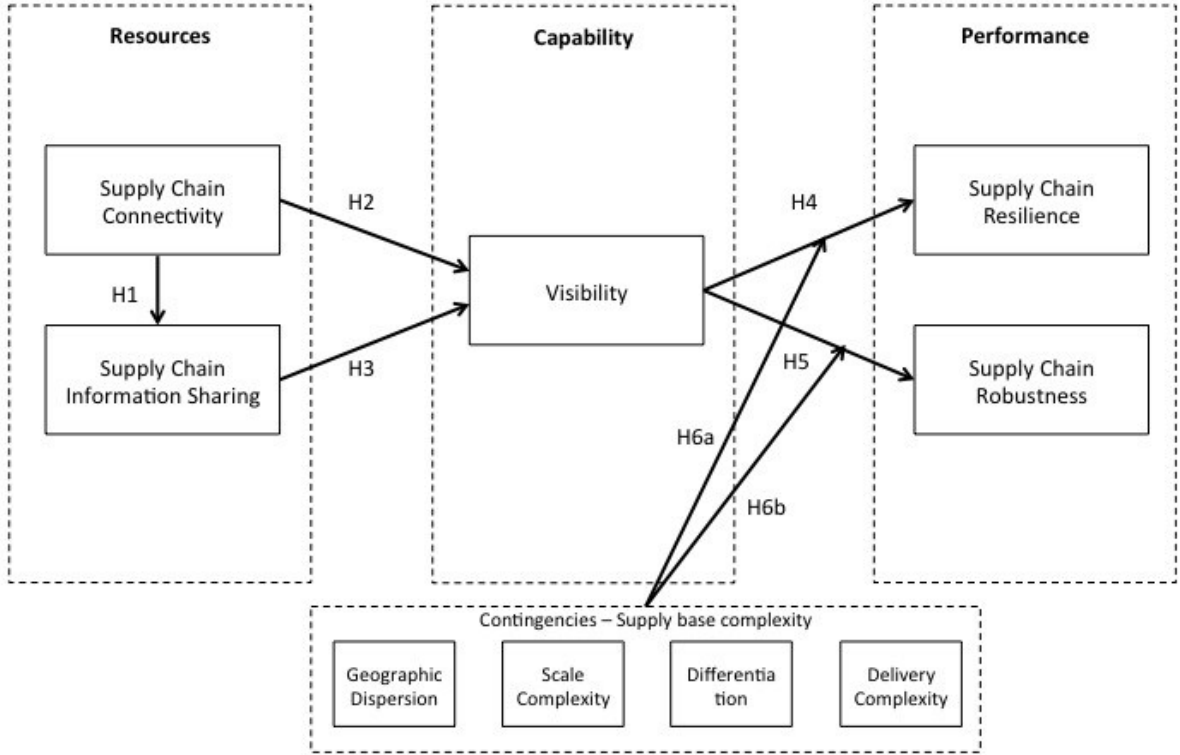 Resources
Capability
Performance
Supply Chain
Connectivity
H1
Supply Chain
Information Sharing
H2
H3
Visibility
H4
H5
Supply Chain
Resilience
Supply Chain
Robustness
H6a
H6b
Contingencies – Supply base complexity
Geographic
Dispersion
Scale
Complexity
Differentia
tion
Delivery
Complexity